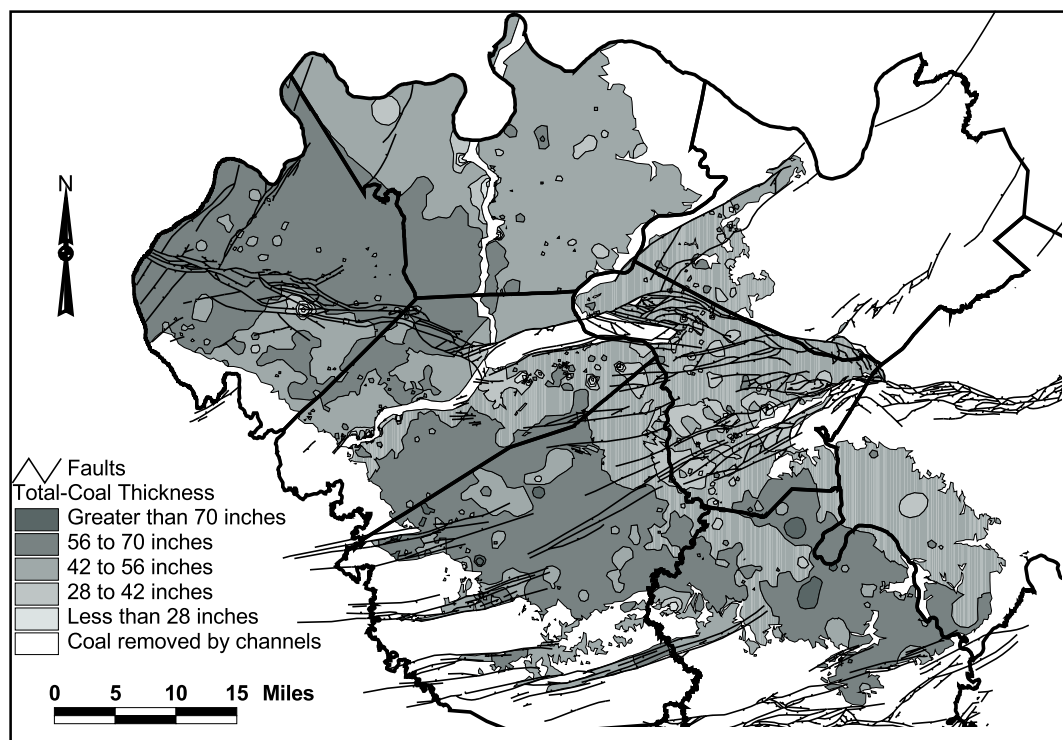 N
Faults
Total-Coal Thickness
Greater than 70 inches
56 to 70 inches
42 to 56 inches
28 to 42 inches
Less than 28 inches
Coal removed by channels
0 5 10 15 Miles